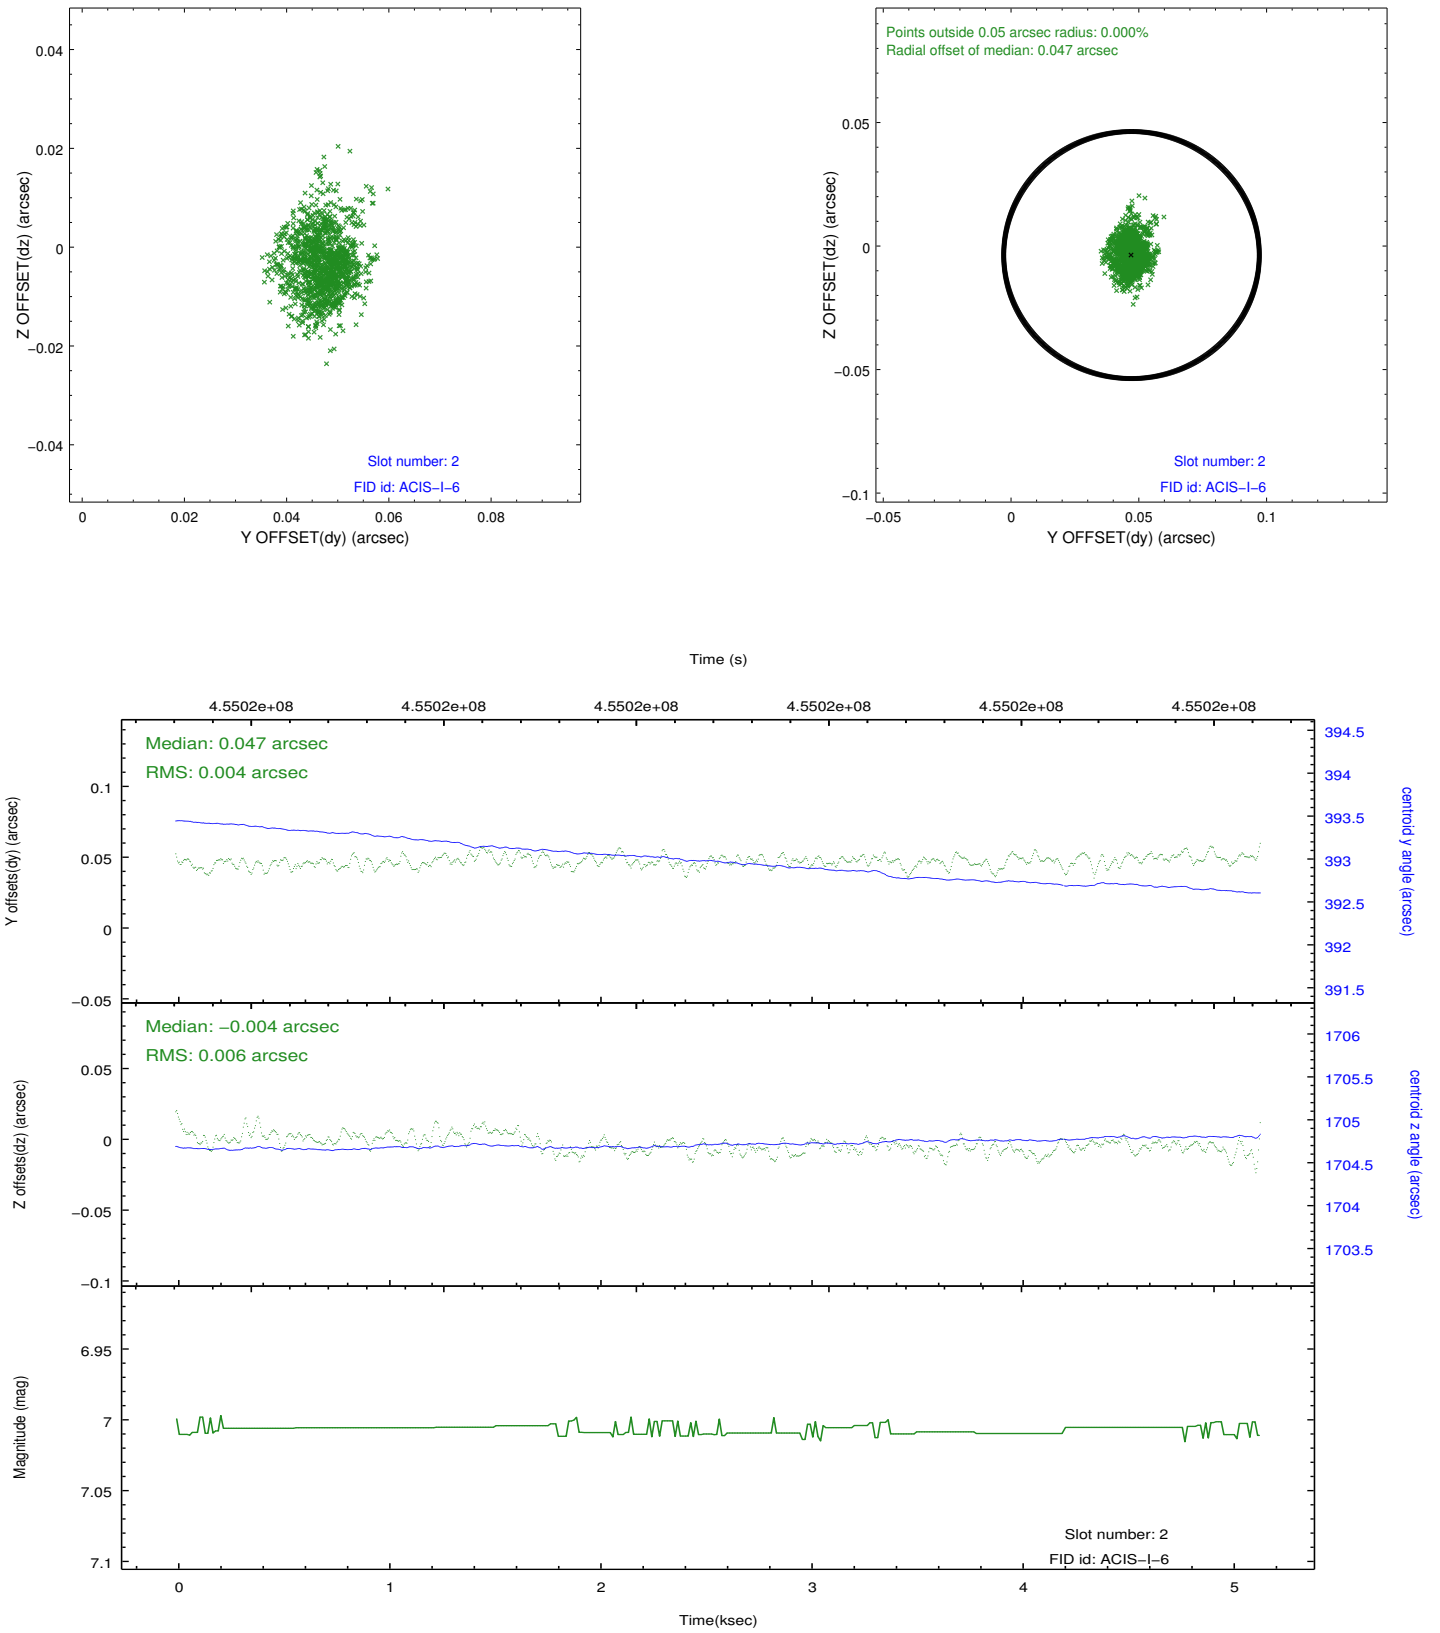 0.04
0.02
0
−0.02
−0.04
Z OFFSET(dz) (arcsec)
Slot number: 2
FID id: ACIS−I−6
0 0.02 0.04 0.06 0.08
Y OFFSET(dy) (arcsec)
Points outside 0.05 arcsec radius: 0.000%
Radial offset of median: 0.047 arcsec
0.05
0
−0.05
−0.1
Z OFFSET(dz) (arcsec)
Slot number: 2
FID id: ACIS−I−6
−0.05 0 0.05 0.1
Y OFFSET(dy) (arcsec)
Time (s)
4.5502e+08 4.5502e+08 4.5502e+08 4.5502e+08 4.5502e+08 4.5502e+08
Median: 0.047 arcsec
RMS: 0.004 arcsec
0.1
0.05
0
−0.05
Y offsets(dy) (arcsec)
394.5
394
393.5
393
392.5
392
391.5
centroid y angle (arcsec)
Median: −0.004 arcsec
RMS: 0.006 arcsec
0.05
0
−0.05
−0.1
Z offsets(dz) (arcsec)
1706
1705.5
1705
1704.5
1704
1703.5
centroid z angle (arcsec)
6.95
7
7.05
7.1
Magnitude (mag)
Slot number: 2
FID id: ACIS−I−6
0 1 2 3 4 5
Time(ksec)